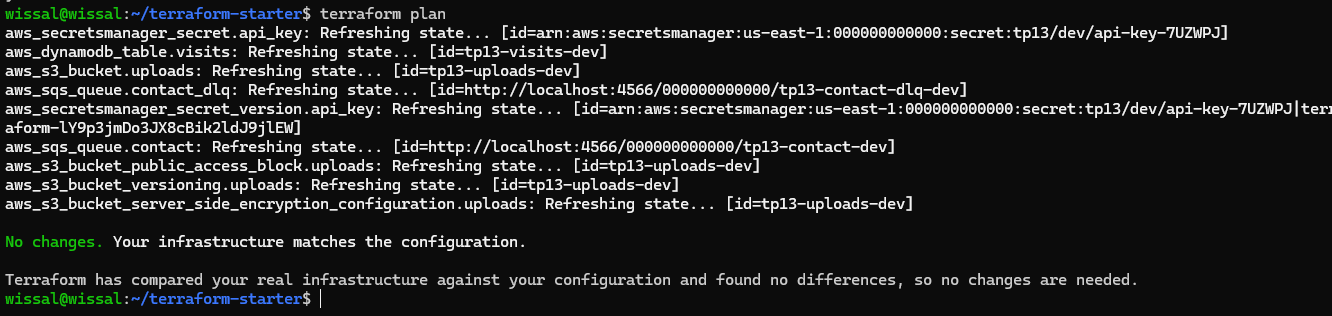 wissal@wissal:~/terraform-starter$ terraform plan
aws_secretsmanager_secret.api_key: Refreshing state... [id=arn:aws:secretsmanager:us-east-1:000000000000:secret:tp13/dev/api-key-7UZWPJ]
aws_dynamodb_table.visits: Refreshing state... [id=tp13-visits-dev]
aws_s3_bucket.uploads: Refreshing state... [id=tp13-uploads-dev]
aws_sqs_queue.contact_dlq: Refreshing state... [id=http://localhost:4566/000000000000/tp13-contact-dlq-dev]
aws_secretsmanager_secret_version.api_key: Refreshing state... [id=arn:aws:secretsmanager:us-east-1:000000000000:secret:tp13/dev/api-key-7UZWPJ|terr
aform-lY9p3jmDo3JX8cBik2ldJ9jlEW]
aws_sqs_queue.contact: Refreshing state... [id=http://localhost:4566/000000000000/tp13-contact-dev]
aws_s3_bucket_public_access_block.uploads: Refreshing state... [id=tp13-uploads-dev]
aws_s3_bucket_versioning.uploads: Refreshing state... [id=tp13-uploads-dev]
aws_s3_bucket_server_side_encryption_configuration.uploads: Refreshing state... [id=tp13-uploads-dev]
No changes. Your infrastructure matches the configuration.
Terraform has compared your real infrastructure against your configuration and found no differences, so no changes are needed.
wissal@wissal:~/terraform-starter$